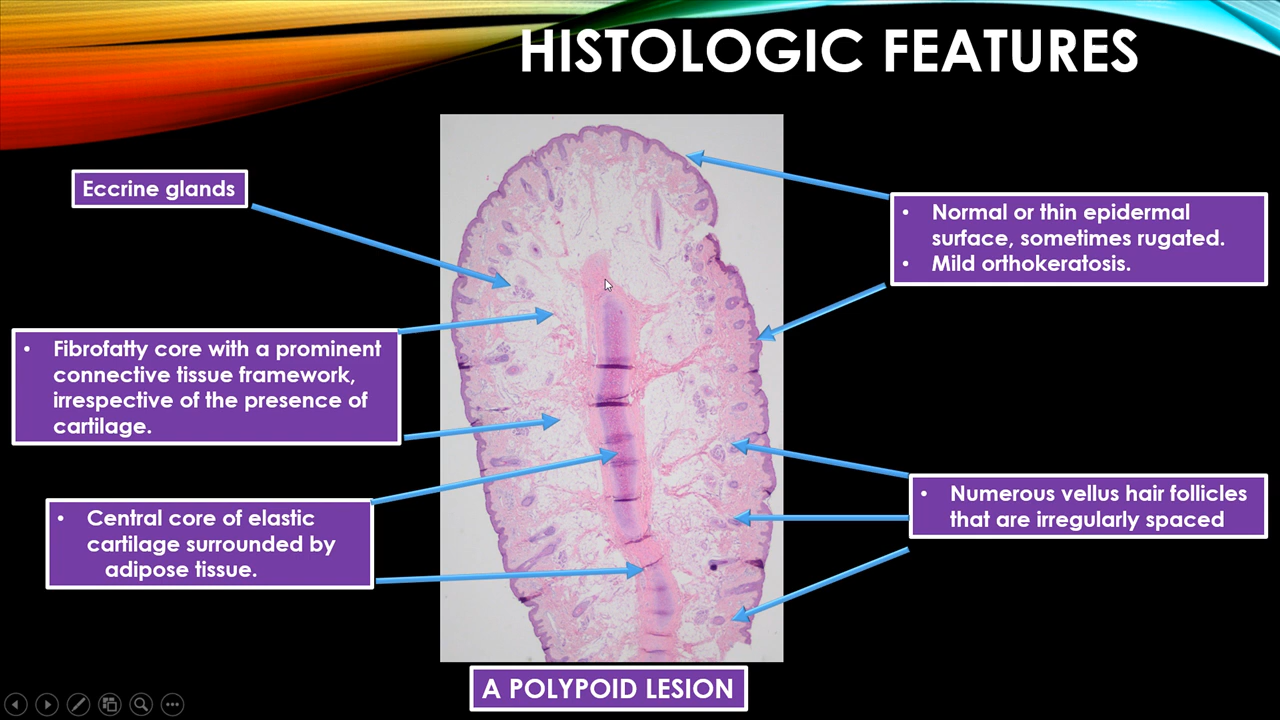 HISTOLOGIC FEATURES
Eccrine glands
• Normal or thin epidermal
surface, sometimes rugated.
• Mild orthokeratosis.
• Fibrofatty core with a prominent
connective tissue framework,
irrespective of the presence of
cartilage.
• Numerous vellus hair follicles
that are irregularly spaced
• Central core of elastic
cartilage surrounded by
adipose tissue.
A POLYPOID LESION